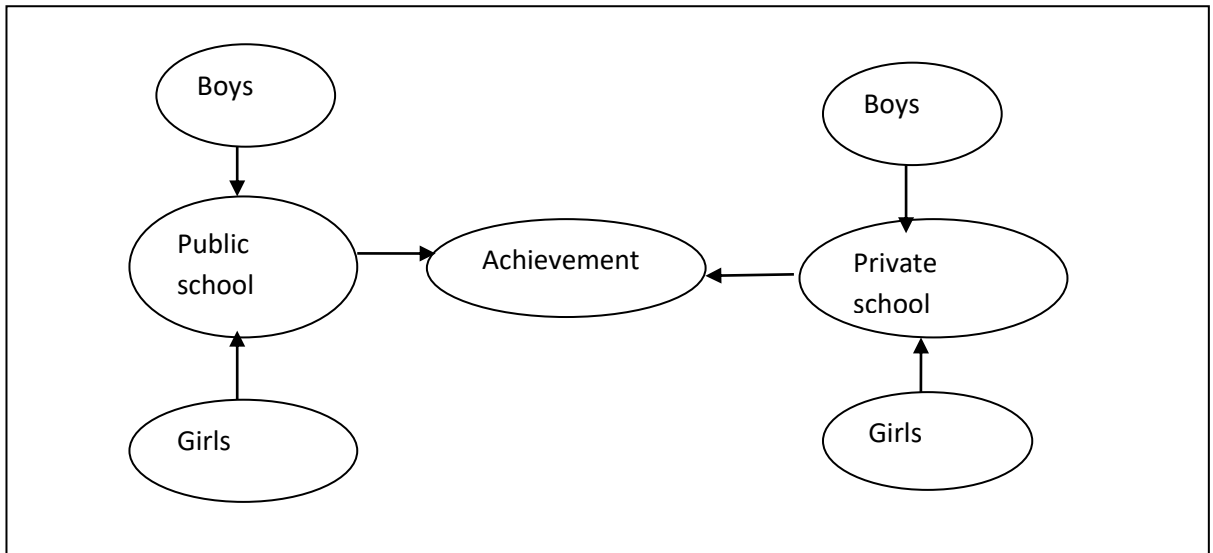 Boys
Boys
Public
school
Achievement
Private
school
Girls
Girls